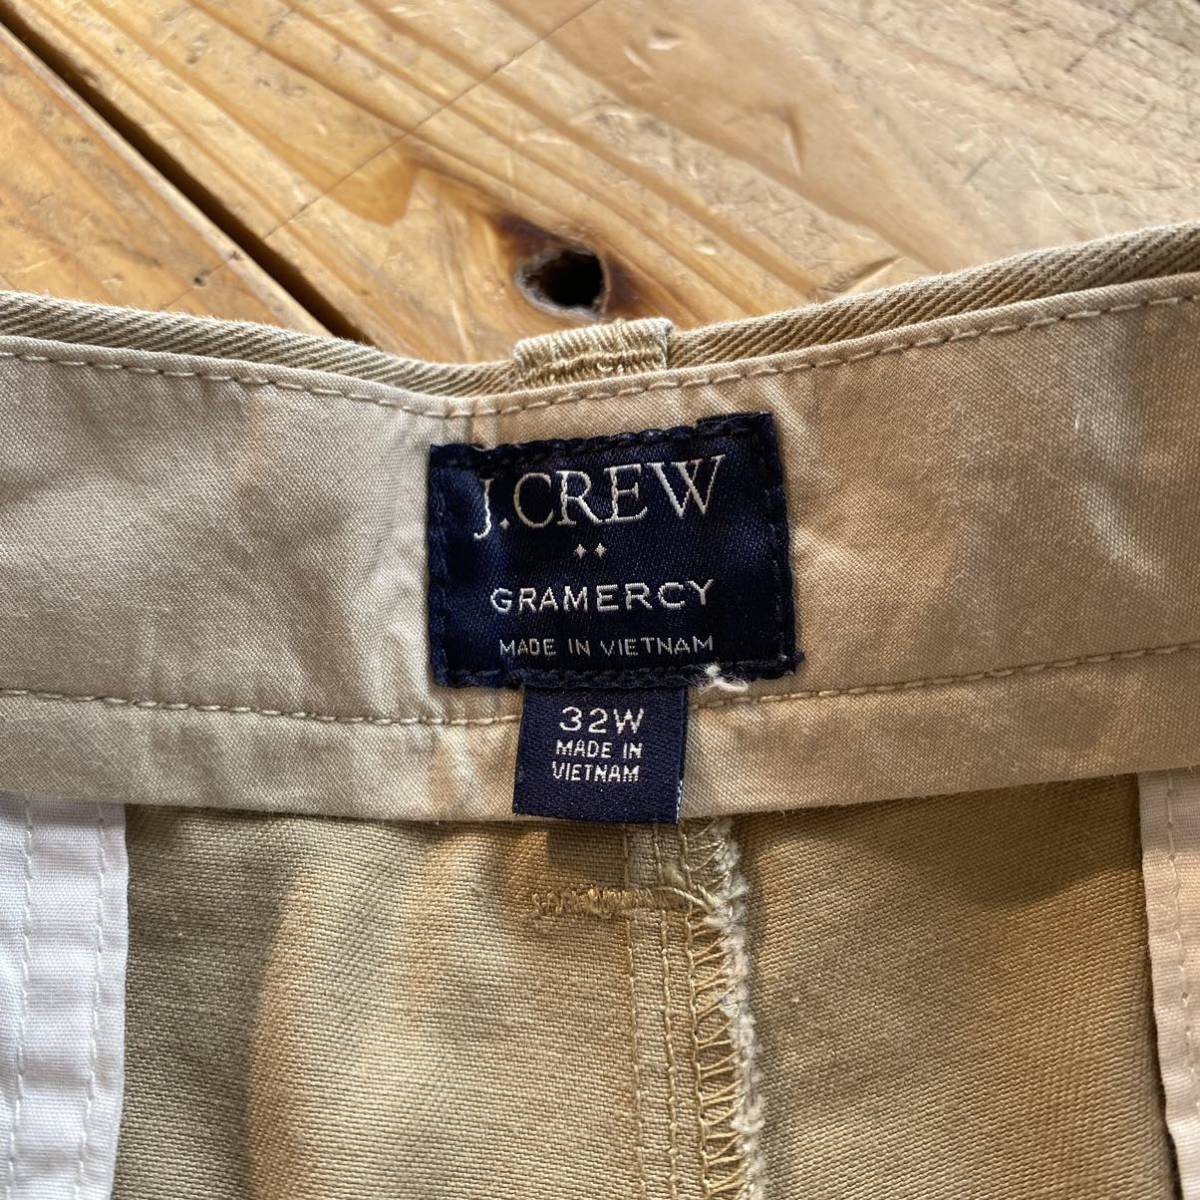 J.CREW
GRAMERCY
MADE IN VIETNAM
32W
MADE IN
VIETNAM